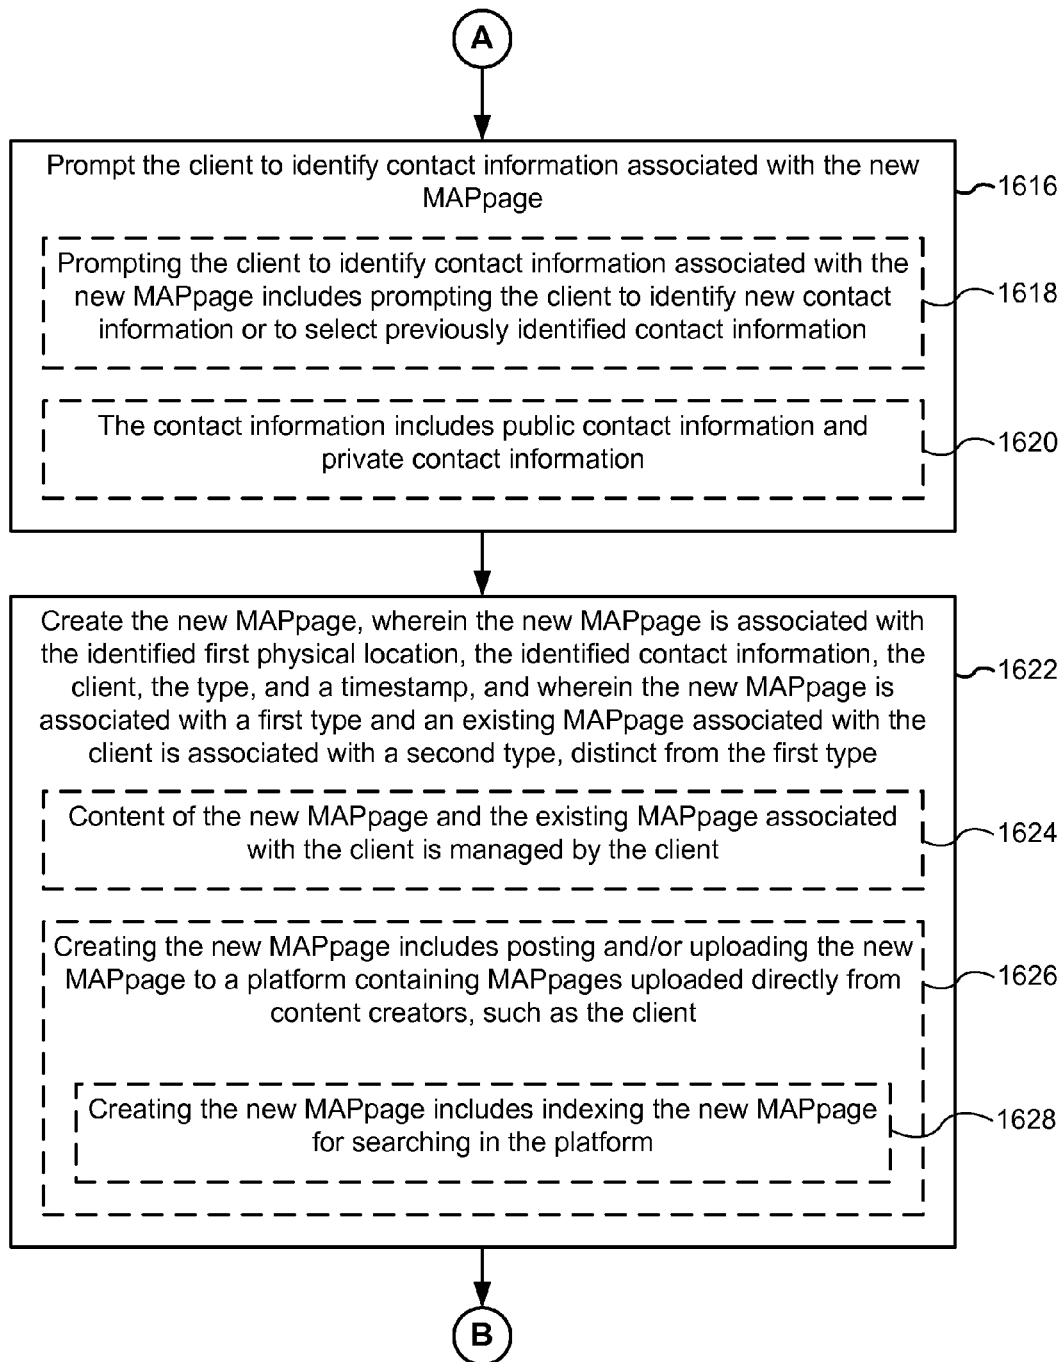 A
Prompt the client to identify contact information associated with the new
MAPpage
1616
Prompting the client to identify contact information associated with the
new MAPpage includes prompting the client to identify new contact
information or to select previously identified contact information
1618
The contact information includes public contact information and
private contact information
1620
Create the new MAPpage, wherein the new MAPpage is associated with
the identified first physical location, the identified contact information, the
client, the type, and a timestamp, and wherein the new MAPpage is
associated with a first type and an existing MAPpage associated with the
client is associated with a second type, distinct from the first type
1622
Content of the new MAPpage and the existing MAPpage associated
with the client is managed by the client
1624
Creating the new MAPpage includes posting and/or uploading the new
MAPpage to a platform containing MAPpages uploaded directly from
content creators, such as the client
1626
Creating the new MAPpage includes indexing the new MAPpage
for searching in the platform
1628
B